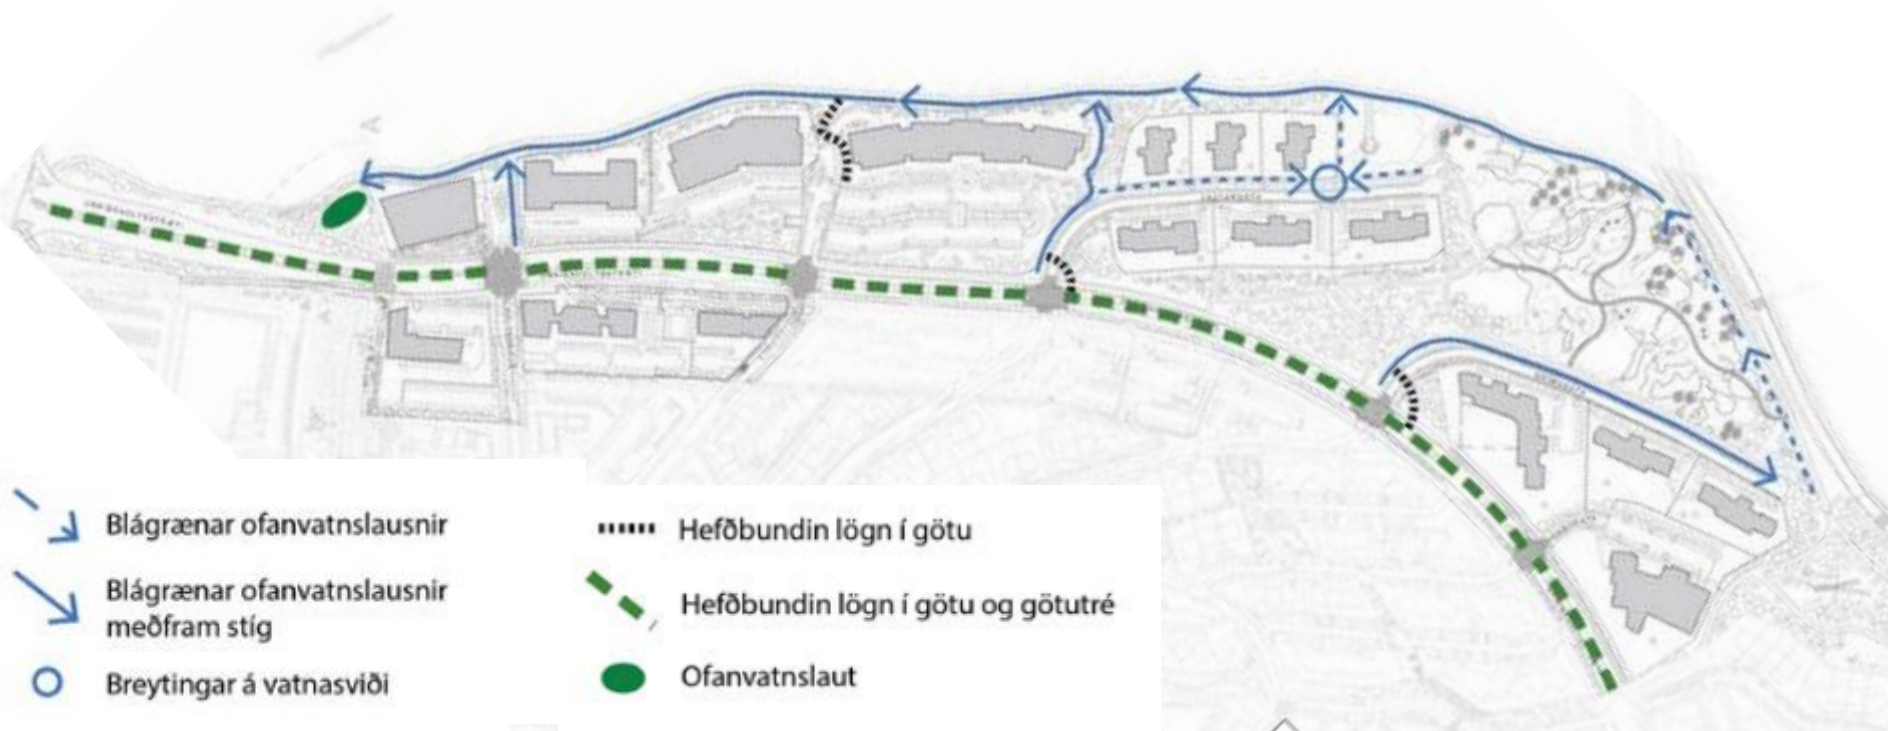 Blágrænar ofanvatnslausnir
Blágrænar ofanvatnslausnir
meðfram stíg
Breytingar á vatnasviði
Hefðbundin lögn í götu
Hefðbundin lögn í götu og götutré
Ofanvatnslaut